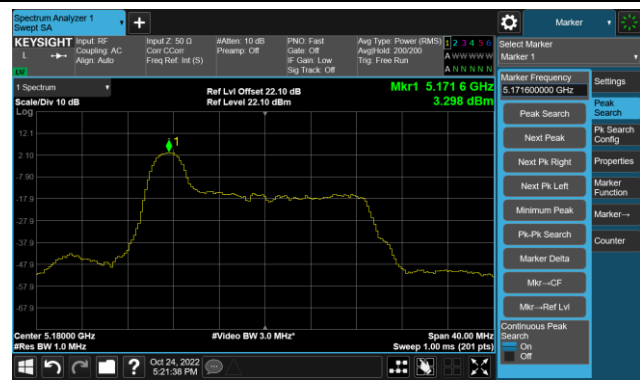 Spectrum Analyzer 1
Swept SA
+
Marker
KEYSIGHT
L
LW
Input: RF
Coupling: AC
Align: Auto
Input Z: 50 Ω
Corr CCorr
Freq Ref: Int (S)
#Atten: 10 dB
Preamp: Off
PNO: Fast
Gate: Off
IF Gain: Low
Sig Track: Off
Avg Type: Power (RMS)
Avg|Hold: 200/200
Trig: Free Run
1 2 3 4 5 6
A W W W W W
A N N N N N
Select Marker
Marker 1
1 Spectrum
Scale/Div 10 dB
Log
Ref Lvl Offset 22.10 dB
Ref Level 22.10 dBm
Mkr1 5.171 6 GHz
3.298 dBm
12.1
2.10
-7.90
-17.9
-27.9
-37.9
-47.9
-57.9
-67.9
1
Center 5.18000 GHz
#Res BW 1.0 MHz
#Video BW 3.0 MHz*
Span 40.00 MHz
Sweep 1.00 ms (201 pts)
Marker Frequency
5.171600000 GHz
Peak Search
Next Peak
Next Pk Right
Next Pk Left
Minimum Peak
Pk-Pk Search
Marker Delta
Mkr→CF
Mkr→Ref Lvl
Continuous Peak
Search
On
Off
Settings
Peak
Search
Pk Search
Config
Properties
Marker
Function
Marker→
Counter
?
Oct 24, 2022
5:21:38 PM